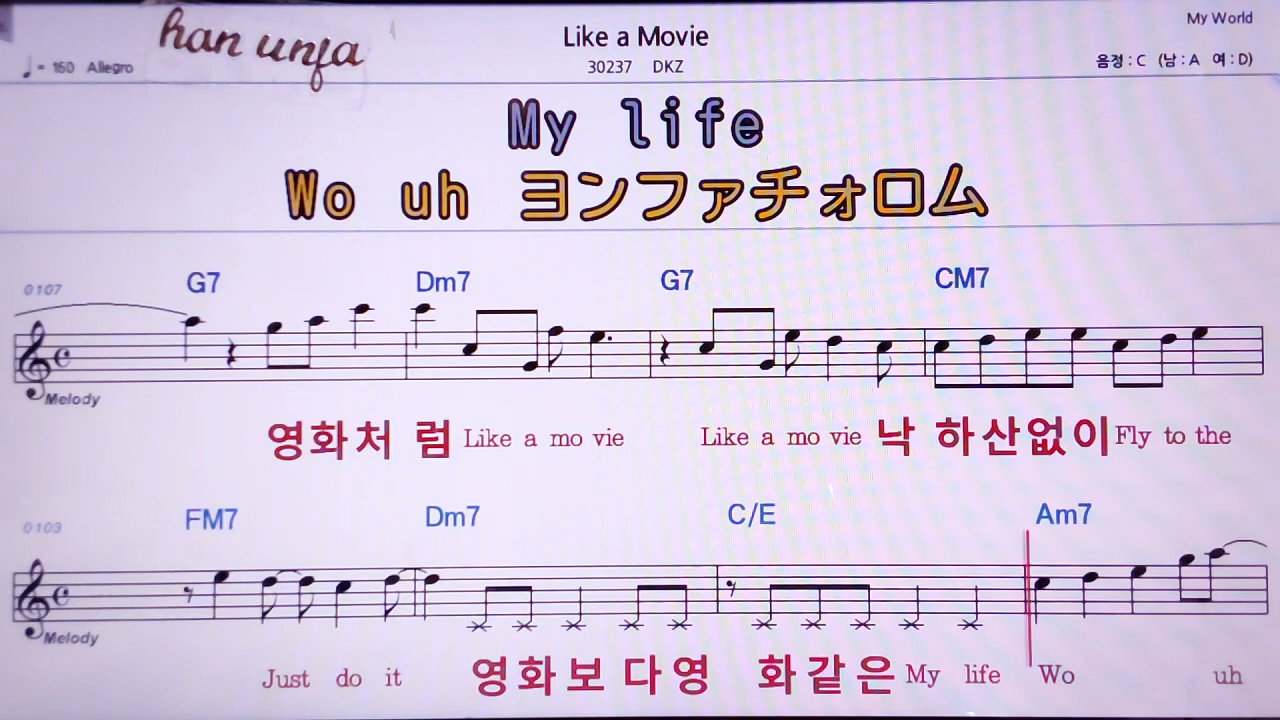 han unja
Like a Movie
My World
♩ = 160 Allegro
30237 DKZ
음정 : C (남 : A 여 : D)
My life
Wo uh ヨンファチォロム
0107 G7 Dm7 G7 CM7
Melody
영화처 럼 Like a mo vie Like a mo vie 낙 하산없이 Fly to the
0103 FM7 Dm7 C/E Am7
Melody
Just do it 영화보 다영 화같은 My life Wo uh